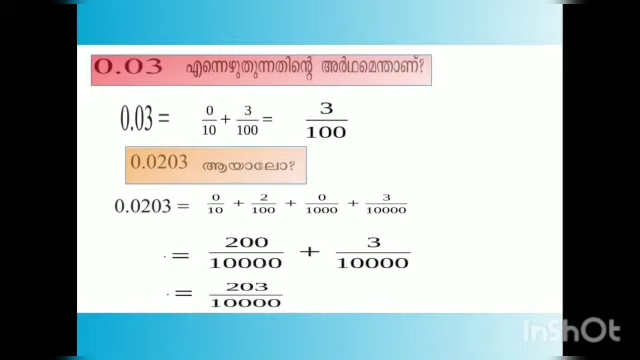 0.03 എന്നെഴുതുന്നതിന്റെ അർഥമെന്താണ്?
0.03 = 0/10 + 3/100 = 3/100
0.0203 ആയാലോ?
0.0203 = 0/10 + 2/100 + 0/1000 + 3/10000
= 200/10000 + 3/10000
= 203/10000
InShOt